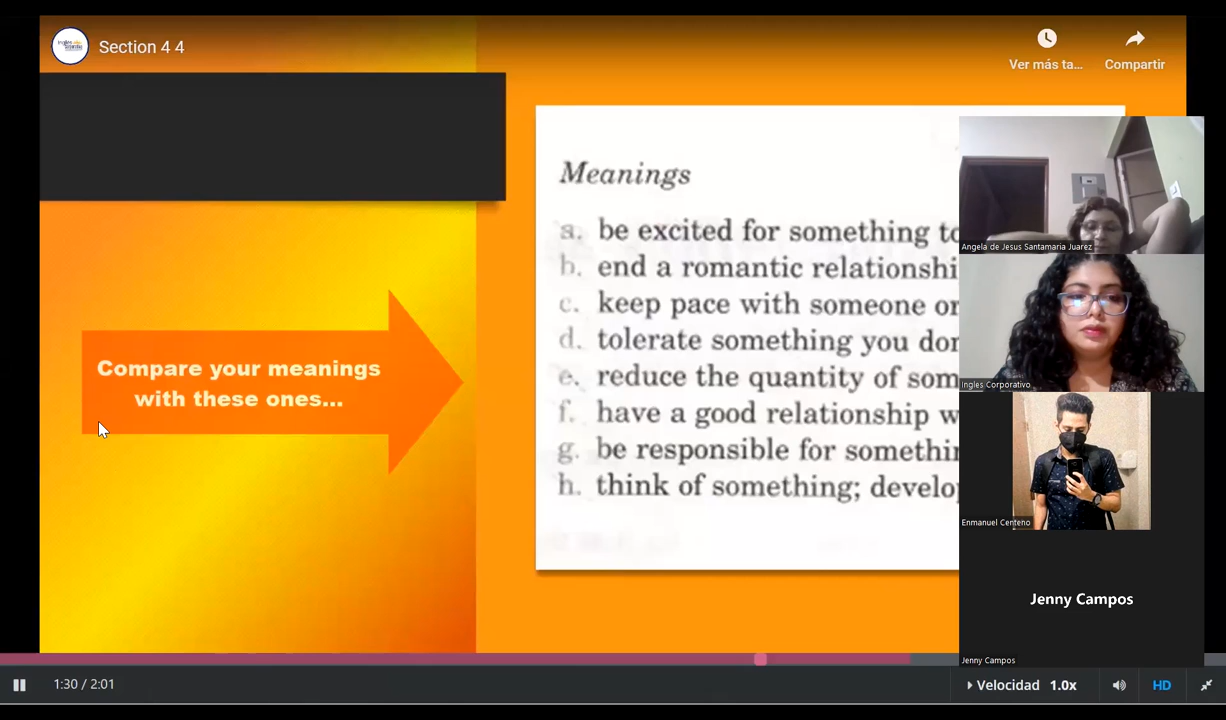 Section 4 4
Ver más ta...
Compartir
Compare your meanings
with these ones...
Meanings
a. be excited for something to
b. end a romantic relationshi
c. keep pace with someone or
d. tolerate something you don
e. reduce the quantity of som
f. have a good relationship w
g. be responsible for somethin
h. think of something; develop
Angela de Jesus Santamaria Juarez
Ingles Corporativo
Enmanuel Centeno
Jenny Campos
Jenny Campos
1:30 / 2:01
Velocidad 1.0x
HD